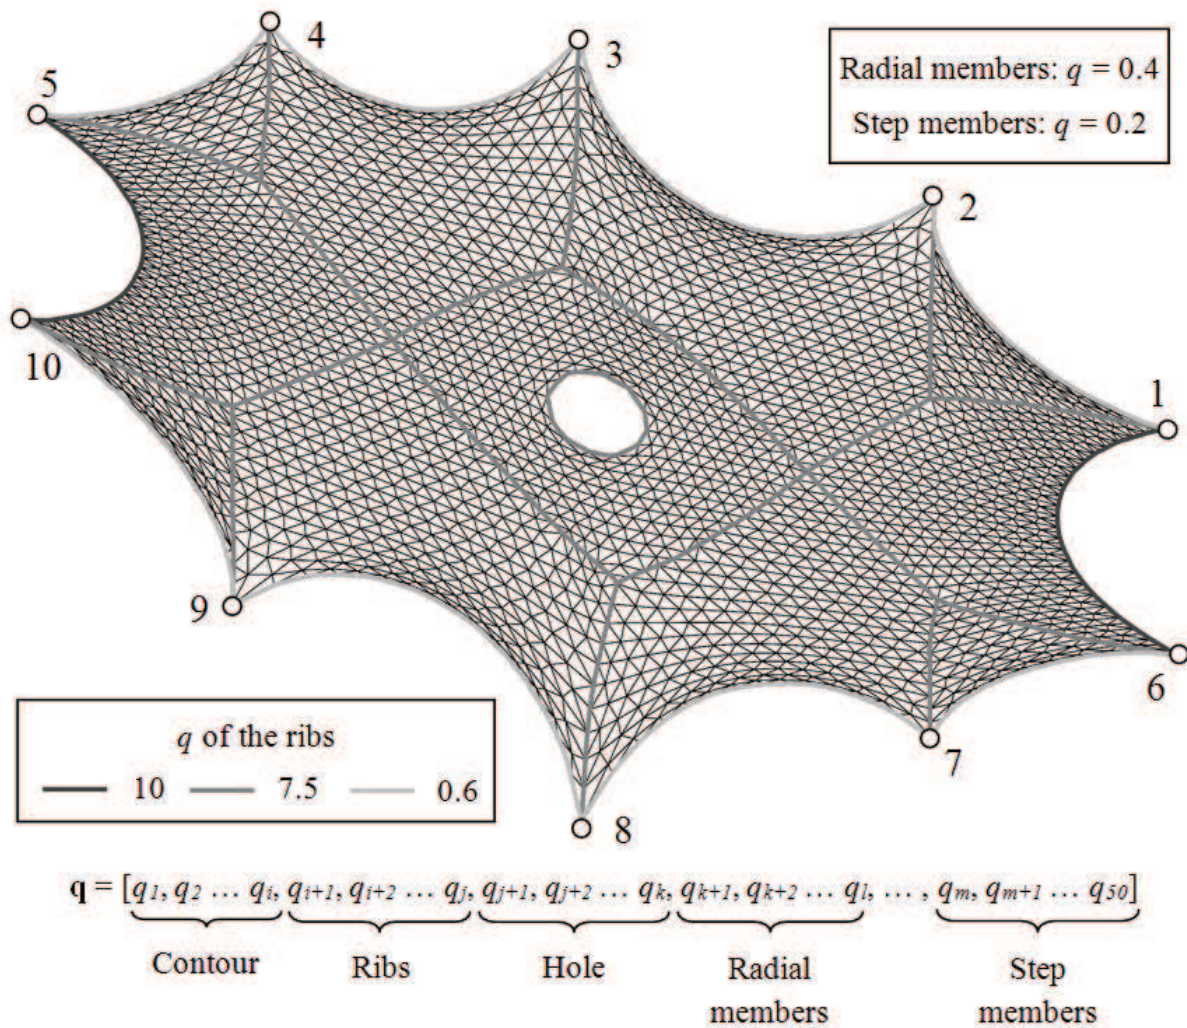 4
3
5
Radial members: q = 0.4
Step members: q = 0.2
2
1
10
9
6
7
8
q of the ribs
10 7.5 0.6
q = [q1, q2 ... qi, qi+1, qi+2 ... qj, qj+1, qj+2 ... qk, qk+1, qk+2 ... ql, ... , qm, qm+1 ... q50]
Contour Ribs Hole Radial members Step members